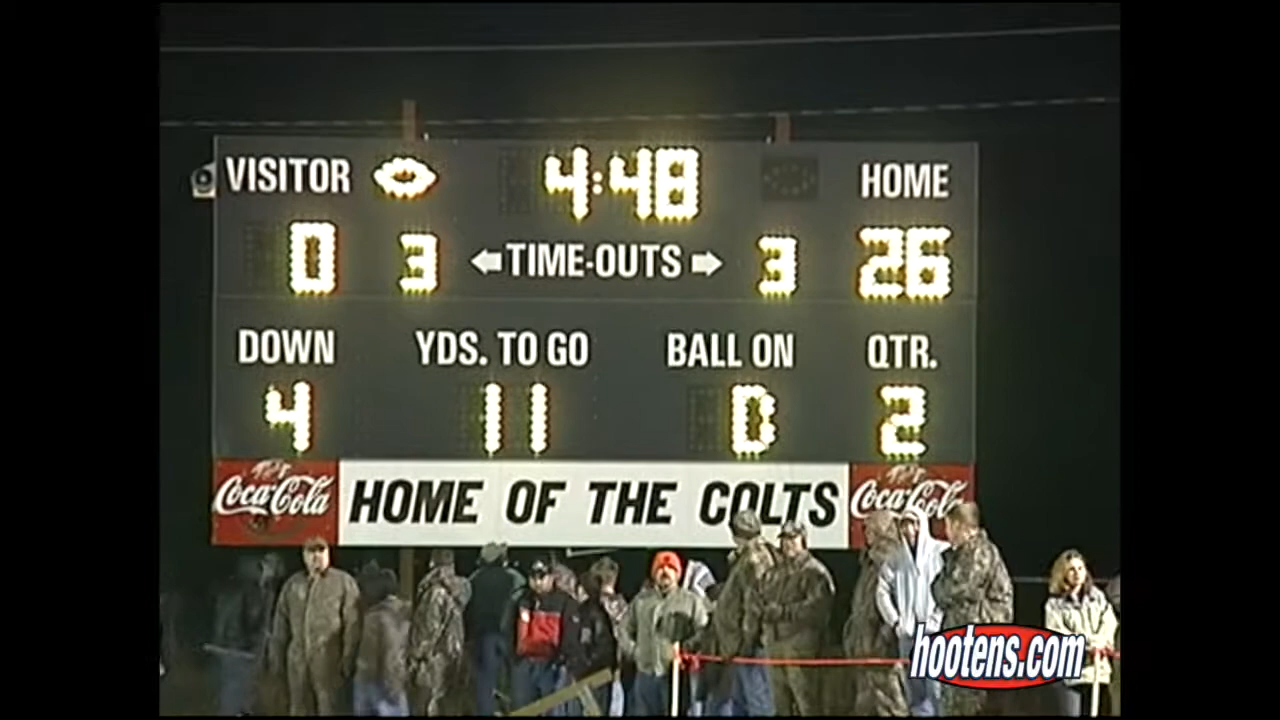 VISITOR 4:48 HOME
0 3 TIME-OUTS 3 26
DOWN YDS. TO GO BALL ON QTR.
4 11 0 2
Coca-Cola HOME OF THE COLTS Coca-Cola
hootens.com